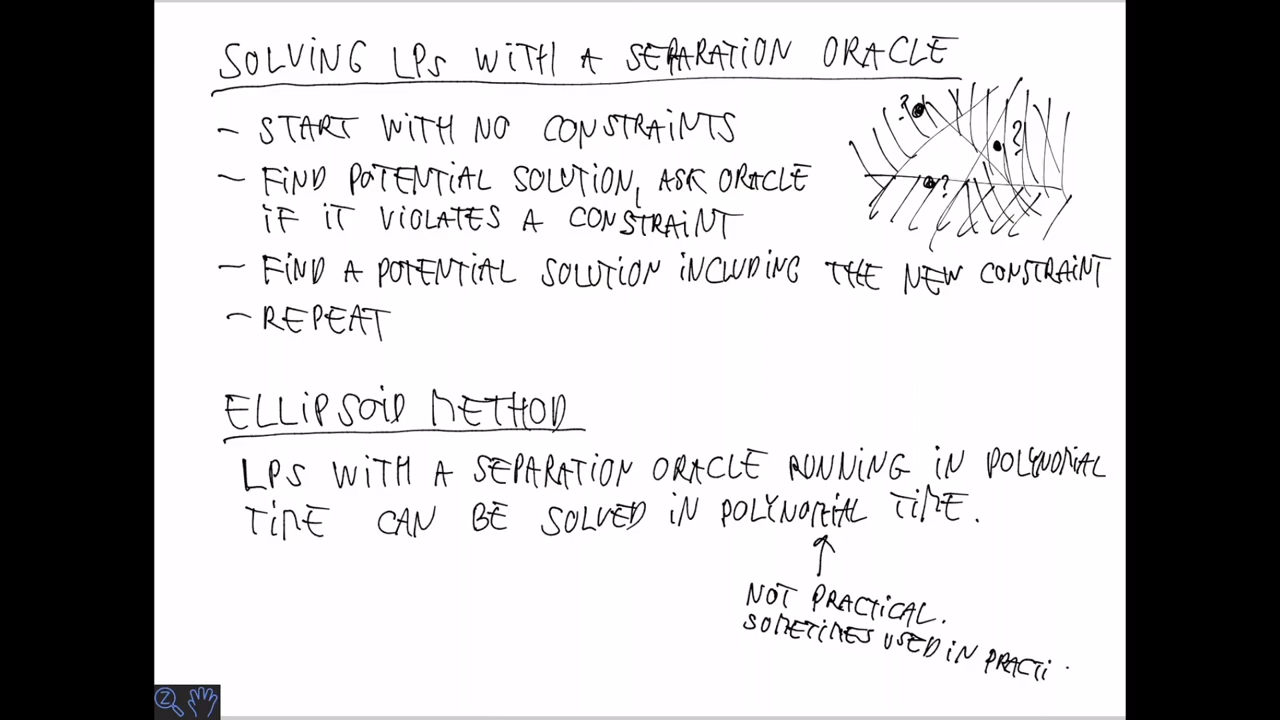 SOLVING LPs WITH A SEPARATION ORACLE
- START WITH NO CONSTRAINTS
- FIND POTENTIAL SOLUTION, ASK ORACLE
IF IT VIOLATES A CONSTRAINT
- FIND A POTENTIAL SOLUTION INCLUDING THE NEW CONSTRAINT
- REPEAT
? ? ?
ELLIPSOID METHOD
LPS WITH A SEPARATION ORACLE RUNNING IN POLYNOMIAL
TIME CAN BE SOLVED IN POLYNOMIAL TIME.
NOT PRACTICAL.
SOMETIMES USED IN PRACTI
Z